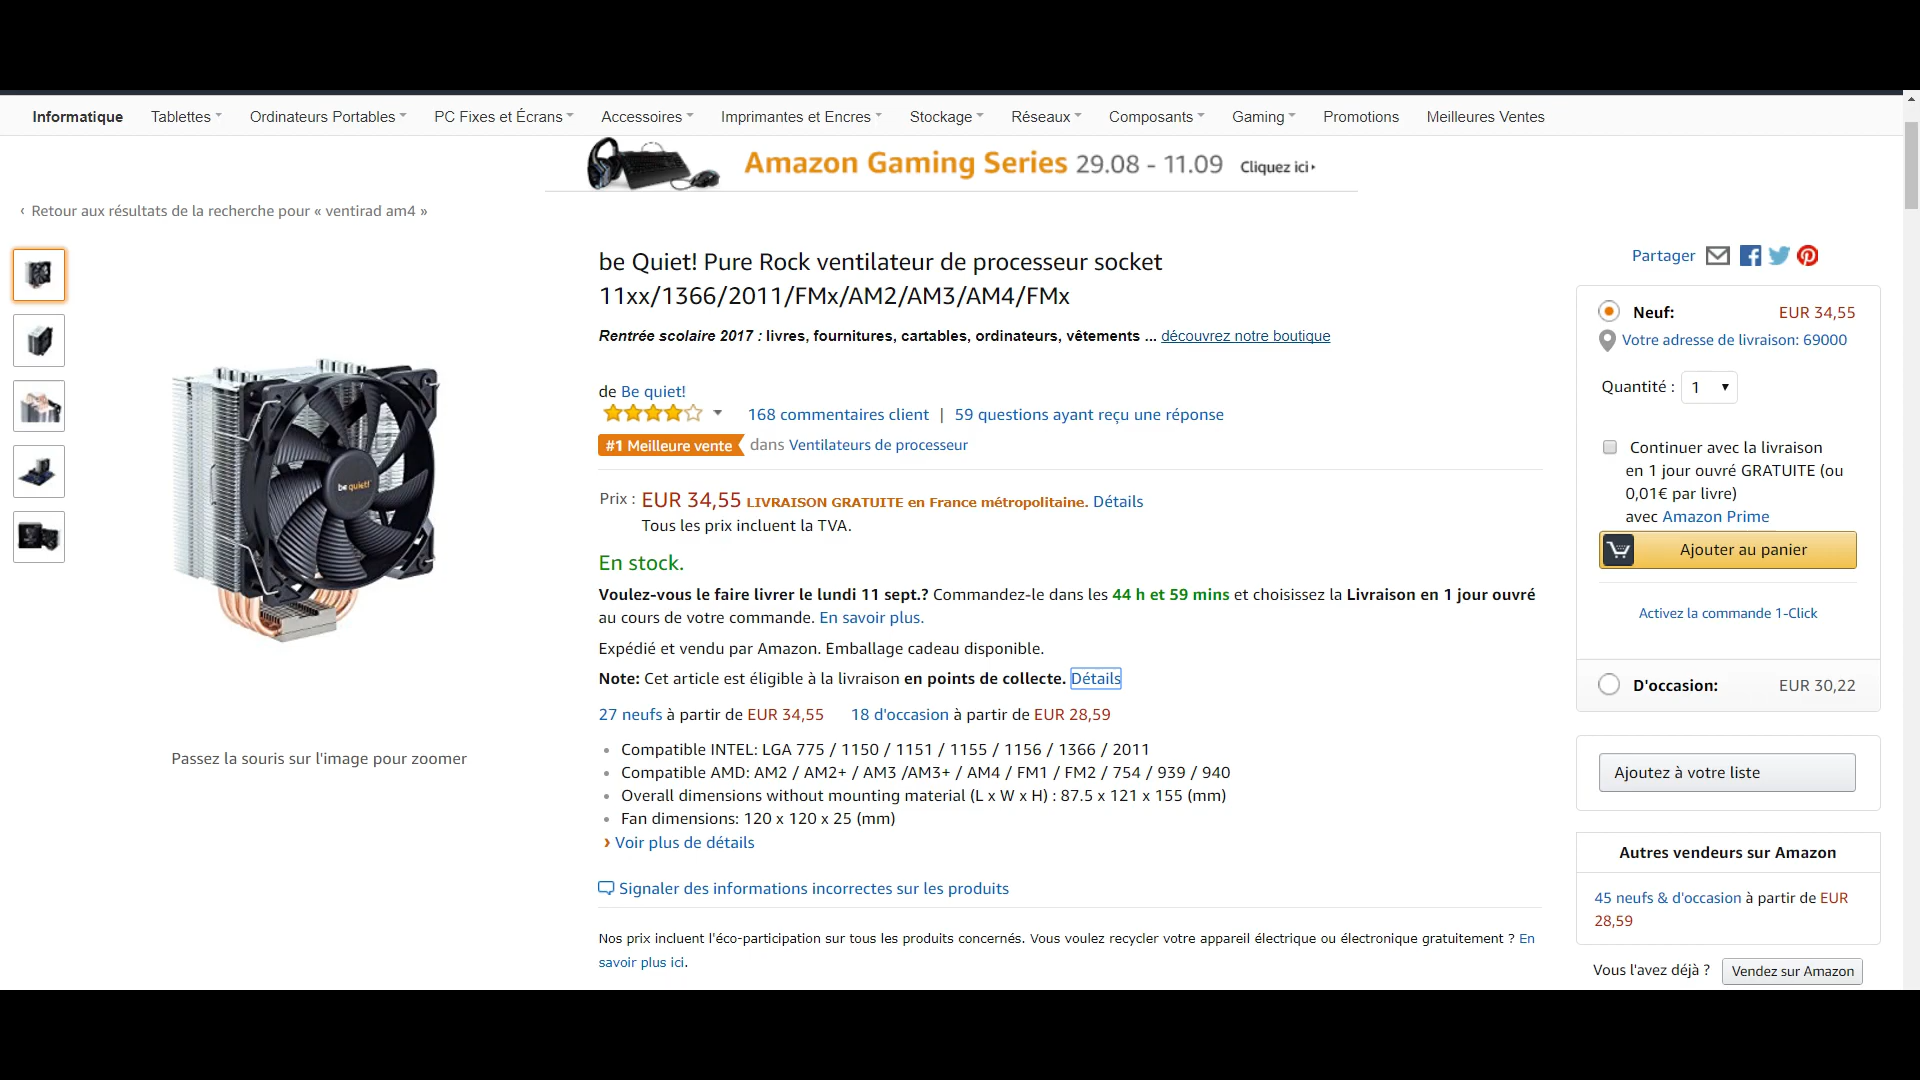 Informatique Tablettes Ordinateurs Portables PC Fixes et Écrans Accessoires Imprimantes et Encres Stockage Réseaux Composants Gaming Promotions Meilleures Ventes
Amazon Gaming Series 29.08 - 11.09 Cliquez ici
‹ Retour aux résultats de la recherche pour « ventirad am4 »
be quiet!
Passez la souris sur l'image pour zoomer
be Quiet! Pure Rock ventilateur de processeur socket
11xx/1366/2011/FMx/AM2/AM3/AM4/FMx
Rentrée scolaire 2017 : livres, fournitures, cartables, ordinateurs, vêtements ... découvrez notre boutique
de Be quiet!
168 commentaires client | 59 questions ayant reçu une réponse
#1 Meilleure vente dans Ventilateurs de processeur
Prix : EUR 34,55 LIVRAISON GRATUITE en France métropolitaine. Détails
Tous les prix incluent la TVA.
En stock.
Voulez-vous le faire livrer le lundi 11 sept.? Commandez-le dans les 44 h et 59 mins et choisissez la Livraison en 1 jour ouvré
au cours de votre commande. En savoir plus.
Expédié et vendu par Amazon. Emballage cadeau disponible.
Note: Cet article est éligible à la livraison en points de collecte. Détails
27 neufs à partir de EUR 34,55 18 d'occasion à partir de EUR 28,59
• Compatible INTEL: LGA 775 / 1150 / 1151 / 1155 / 1156 / 1366 / 2011
• Compatible AMD: AM2 / AM2+ / AM3 /AM3+ / AM4 / FM1 / FM2 / 754 / 939 / 940
• Overall dimensions without mounting material (L x W x H) : 87.5 x 121 x 155 (mm)
• Fan dimensions: 120 x 120 x 25 (mm)
› Voir plus de détails
Signaler des informations incorrectes sur les produits
Nos prix incluent l'éco-participation sur tous les produits concernés. Vous voulez recycler votre appareil électrique ou électronique gratuitement ? En
savoir plus ici.
Partager
Neuf: EUR 34,55
Votre adresse de livraison: 69000
Quantité : 1
Continuer avec la livraison
en 1 jour ouvré GRATUITE (ou
0,01€ par livre)
avec Amazon Prime
Ajouter au panier
Activez la commande 1-Click
D'occasion: EUR 30,22
Ajoutez à votre liste
Autres vendeurs sur Amazon
45 neufs & d'occasion à partir de EUR
28,59
Vous l'avez déjà ? Vendez sur Amazon